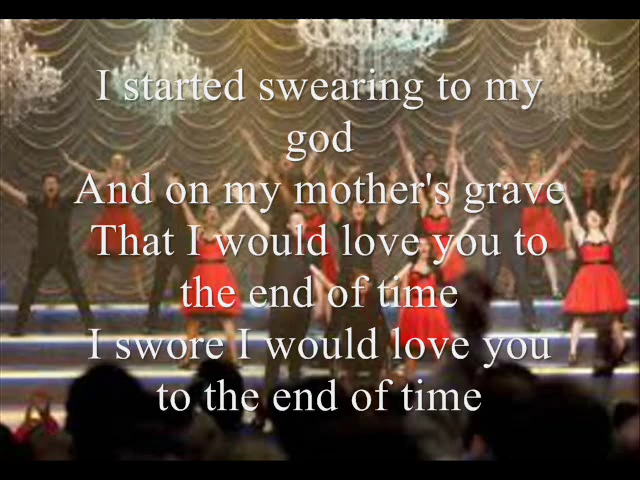 I started swearing to my
god
And on my mother's grave
That I would love you to
the end of time
I swore I would love you
to the end of time